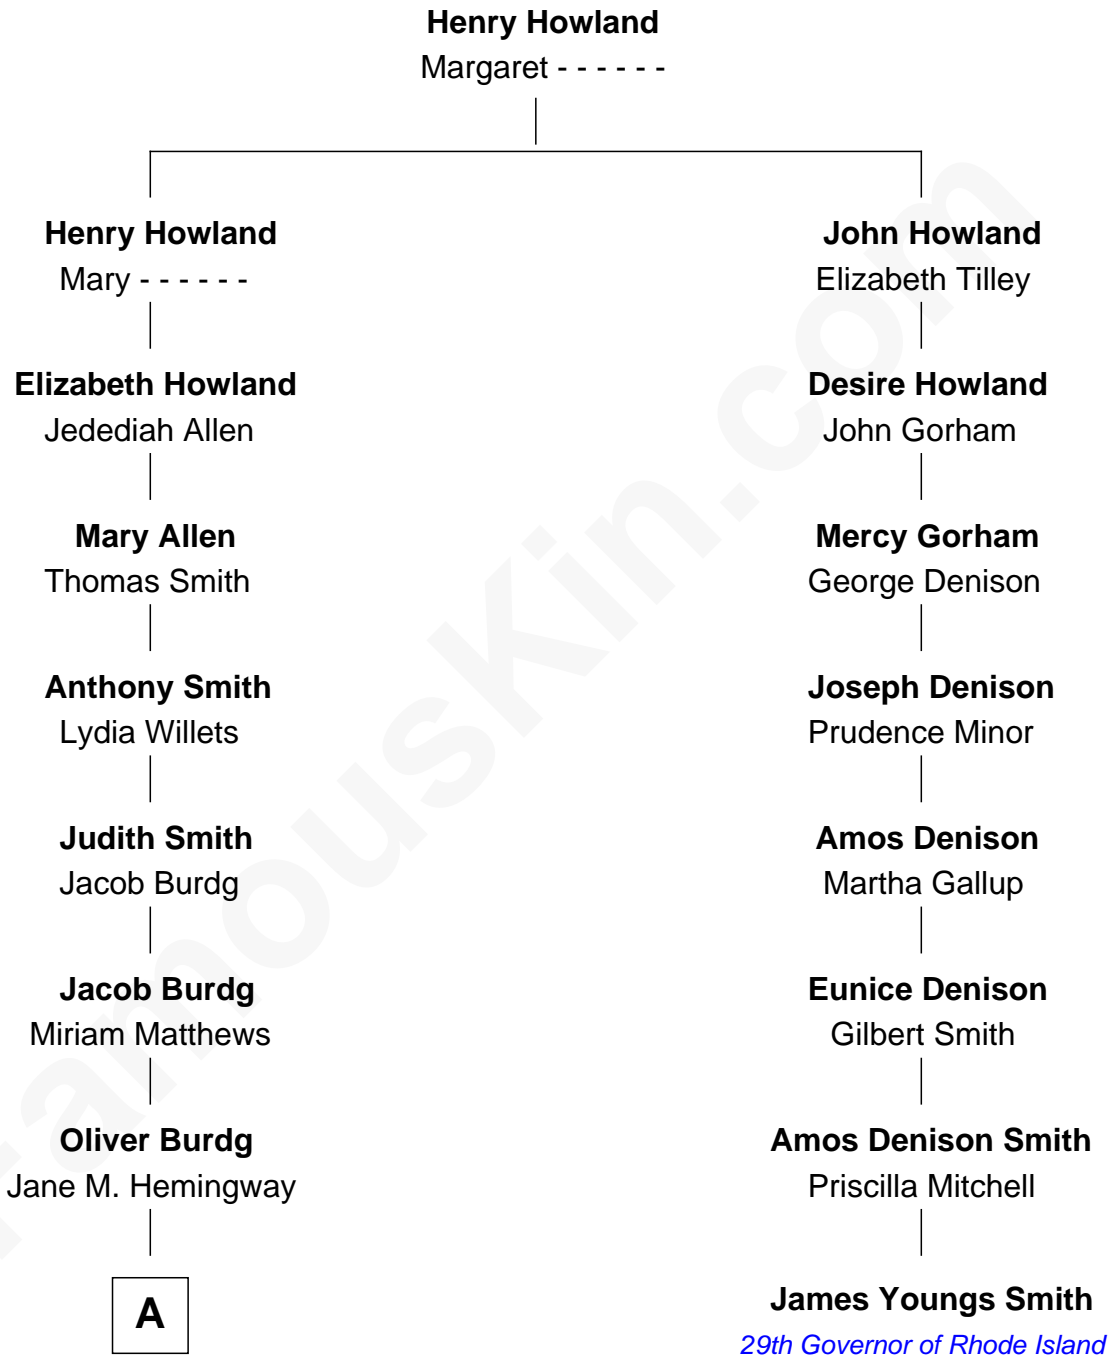 Henry Howland
Margaret - - - - - -
Henry Howland
Mary - - - - - -
John Howland
Elizabeth Tilley
Elizabeth Howland
Jedediah Allen
Desire Howland
John Gorham
Mary Allen
Thomas Smith
Mercy Gorham
George Denison
Anthony Smith
Lydia Willets
Joseph Denison
Prudence Minor
Judith Smith
Jacob Burdg
Amos Denison
Martha Gallup
Jacob Burdg
Miriam Matthews
Eunice Denison
Gilbert Smith
Oliver Burdg
Jane M. Hemingway
Amos Denison Smith
Priscilla Mitchell
A
James Youngs Smith
29th Governor of Rhode Island
FamousKin.com